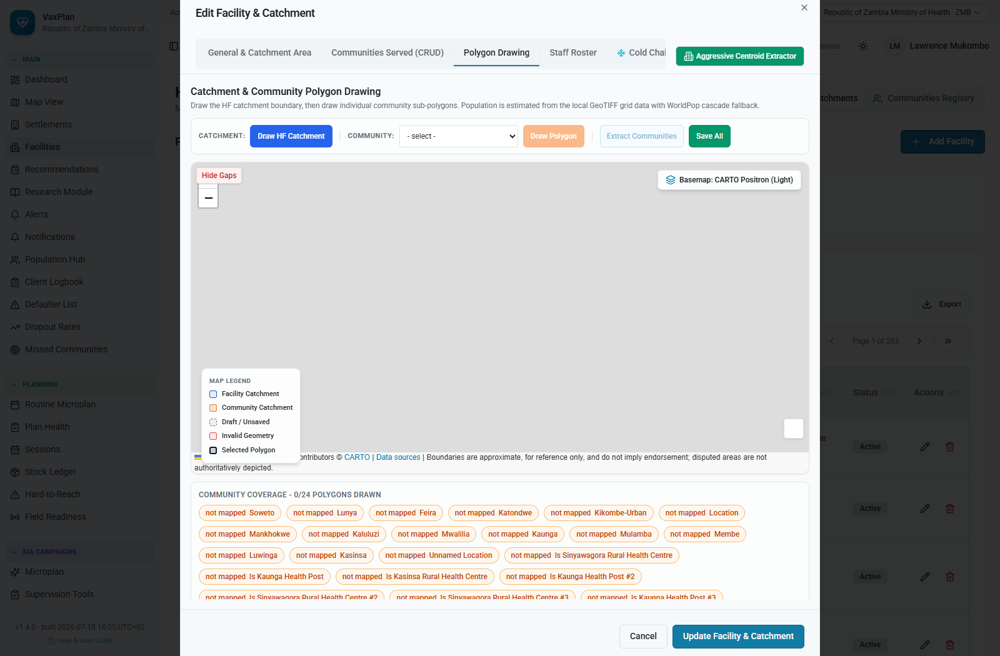 VaxPlan
Republic of Zambia Ministry of...
MAIN
Dashboard
Map View
Settlements
Facilities
Recommendations
Research Module
Alerts
Notifications
Population Hub
Client Logbook
Defaulter List
Dropout Rates
Missed Communities
PLANNING
Routine Microplan
Plan Health
Sessions
Stock Ledger
Hard-to-Reach
Field Readiness
SIA CAMPAIGNS
Microplan
Supervision Tools
v1.4.0 · built 2026-07-18 18:05 UTC+02
Help & User Guide
Edit Facility & Catchment
General & Catchment Area
Communities Served (CRUD)
Polygon Drawing
Staff Roster
Cold Chai
Aggressive Centroid Extractor
Catchment & Community Polygon Drawing
Draw the HF catchment boundary, then draw individual community sub-polygons. Population is estimated from the local GeoTIFF grid data with WorldPop cascade fallback.
CATCHMENT:
Draw HF Catchment
COMMUNITY:
- select -
Draw Polygon
Extract Communities
Save All
Hide Gaps
−
Basemap: CARTO Positron (Light)
MAP LEGEND
Facility Catchment
Community Catchment
Draft / Unsaved
Invalid Geometry
Selected Polygon
ontributors © CARTO | Data sources | Boundaries are approximate, for reference only, and do not imply endorsement; disputed areas are not
authoritatively depicted.
COMMUNITY COVERAGE - 0/24 POLYGONS DRAWN
not mapped Soweto
not mapped Lunya
not mapped Feira
not mapped Katondwe
not mapped Kikombe-Urban
not mapped Location
not mapped Mankhokwe
not mapped Kaluluzi
not mapped Mwalilia
not mapped Kaunga
not mapped Mulamba
not mapped Membe
not mapped Luwinga
not mapped Kasinsa
not mapped Unnamed Location
not mapped Is Sinyawagora Rural Health Centre
not mapped Is Kaunga Health Post
not mapped Is Kasinsa Rural Health Centre
not mapped Is Kaunga Health Post #2
not mapped Is Sinyawagora Rural Health Centre #2
not mapped Is Sinyawagora Rural Health Centre #3
not mapped Is Kaunga Health Post #3
Cancel
Update Facility & Catchment
Republic of Zambia Ministry of Health · ZMB
online
LM
Lawrence Mukombo
tchments
Communities Registry
Add Facility
Export
Page 1 of 283
Status sort
Actions sort
in
Active
Active
Active
Active